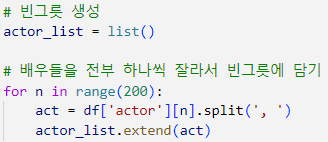 # 빈그릇 생성
actor_list = list()
# 배우들을 전부 하나씩 잘라서 빈그릇에 담기
for n in range(200):
    act = df['actor'][n].split(', ')
    actor_list.extend(act)